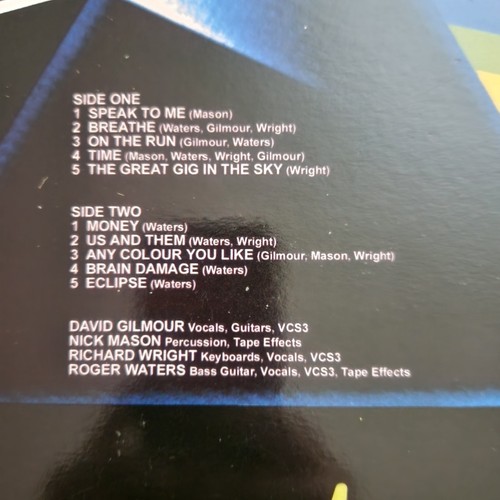 SIDE ONE
1 SPEAK TO ME (Mason)
2 BREATHE (Waters, Gilmour, Wright)
3 ON THE RUN (Gilmour, Waters)
4 TIME (Mason, Waters, Wright, Gilmour)
5 THE GREAT GIG IN THE SKY (Wright)
SIDE TWO
1 MONEY (Waters)
2 US AND THEM (Waters, Wright)
3 ANY COLOUR YOU LIKE (Gilmour, Mason, Wright)
4 BRAIN DAMAGE (Waters)
5 ECLIPSE (Waters)
DAVID GILMOUR Vocals, Guitars, VCS3
NICK MASON Percussion, Tape Effects
RICHARD WRIGHT Keyboards, Vocals, VCS3
ROGER WATERS Bass Guitar, Vocals, VCS3, Tape Effects